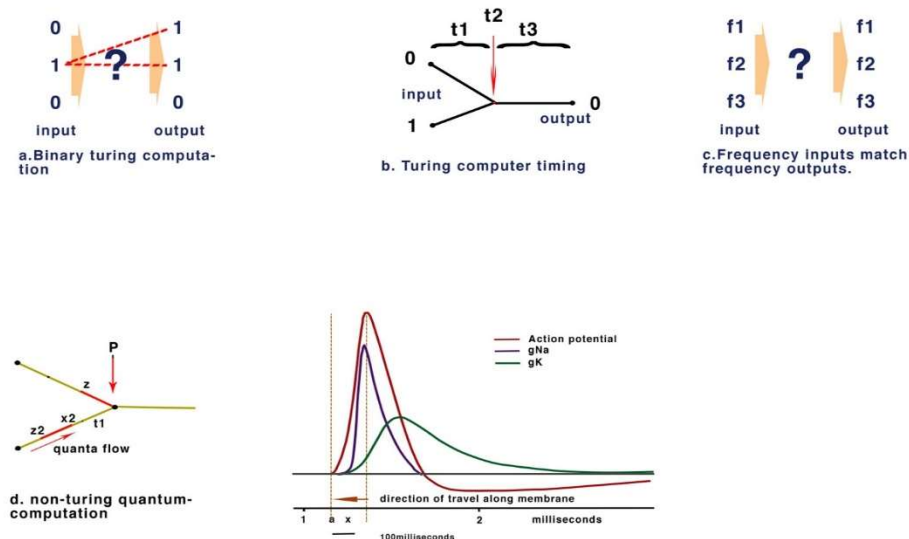 0 1
1 ? 1
0 0
input output
a.Binary turing computa-
tion
t2
t1 t3
0
input
0
output
1
b. Turing computer timing
f1 f1
f2 ? f2
f3 f3
input output
c.Frequency inputs match
frequency outputs.
P
z
x2
z2 t1
quanta flow
d. non-turing quantum-
computation
Action potential
gNa
gK
direction of travel along membrane
1 a x 2 milliseconds
100milliseconds